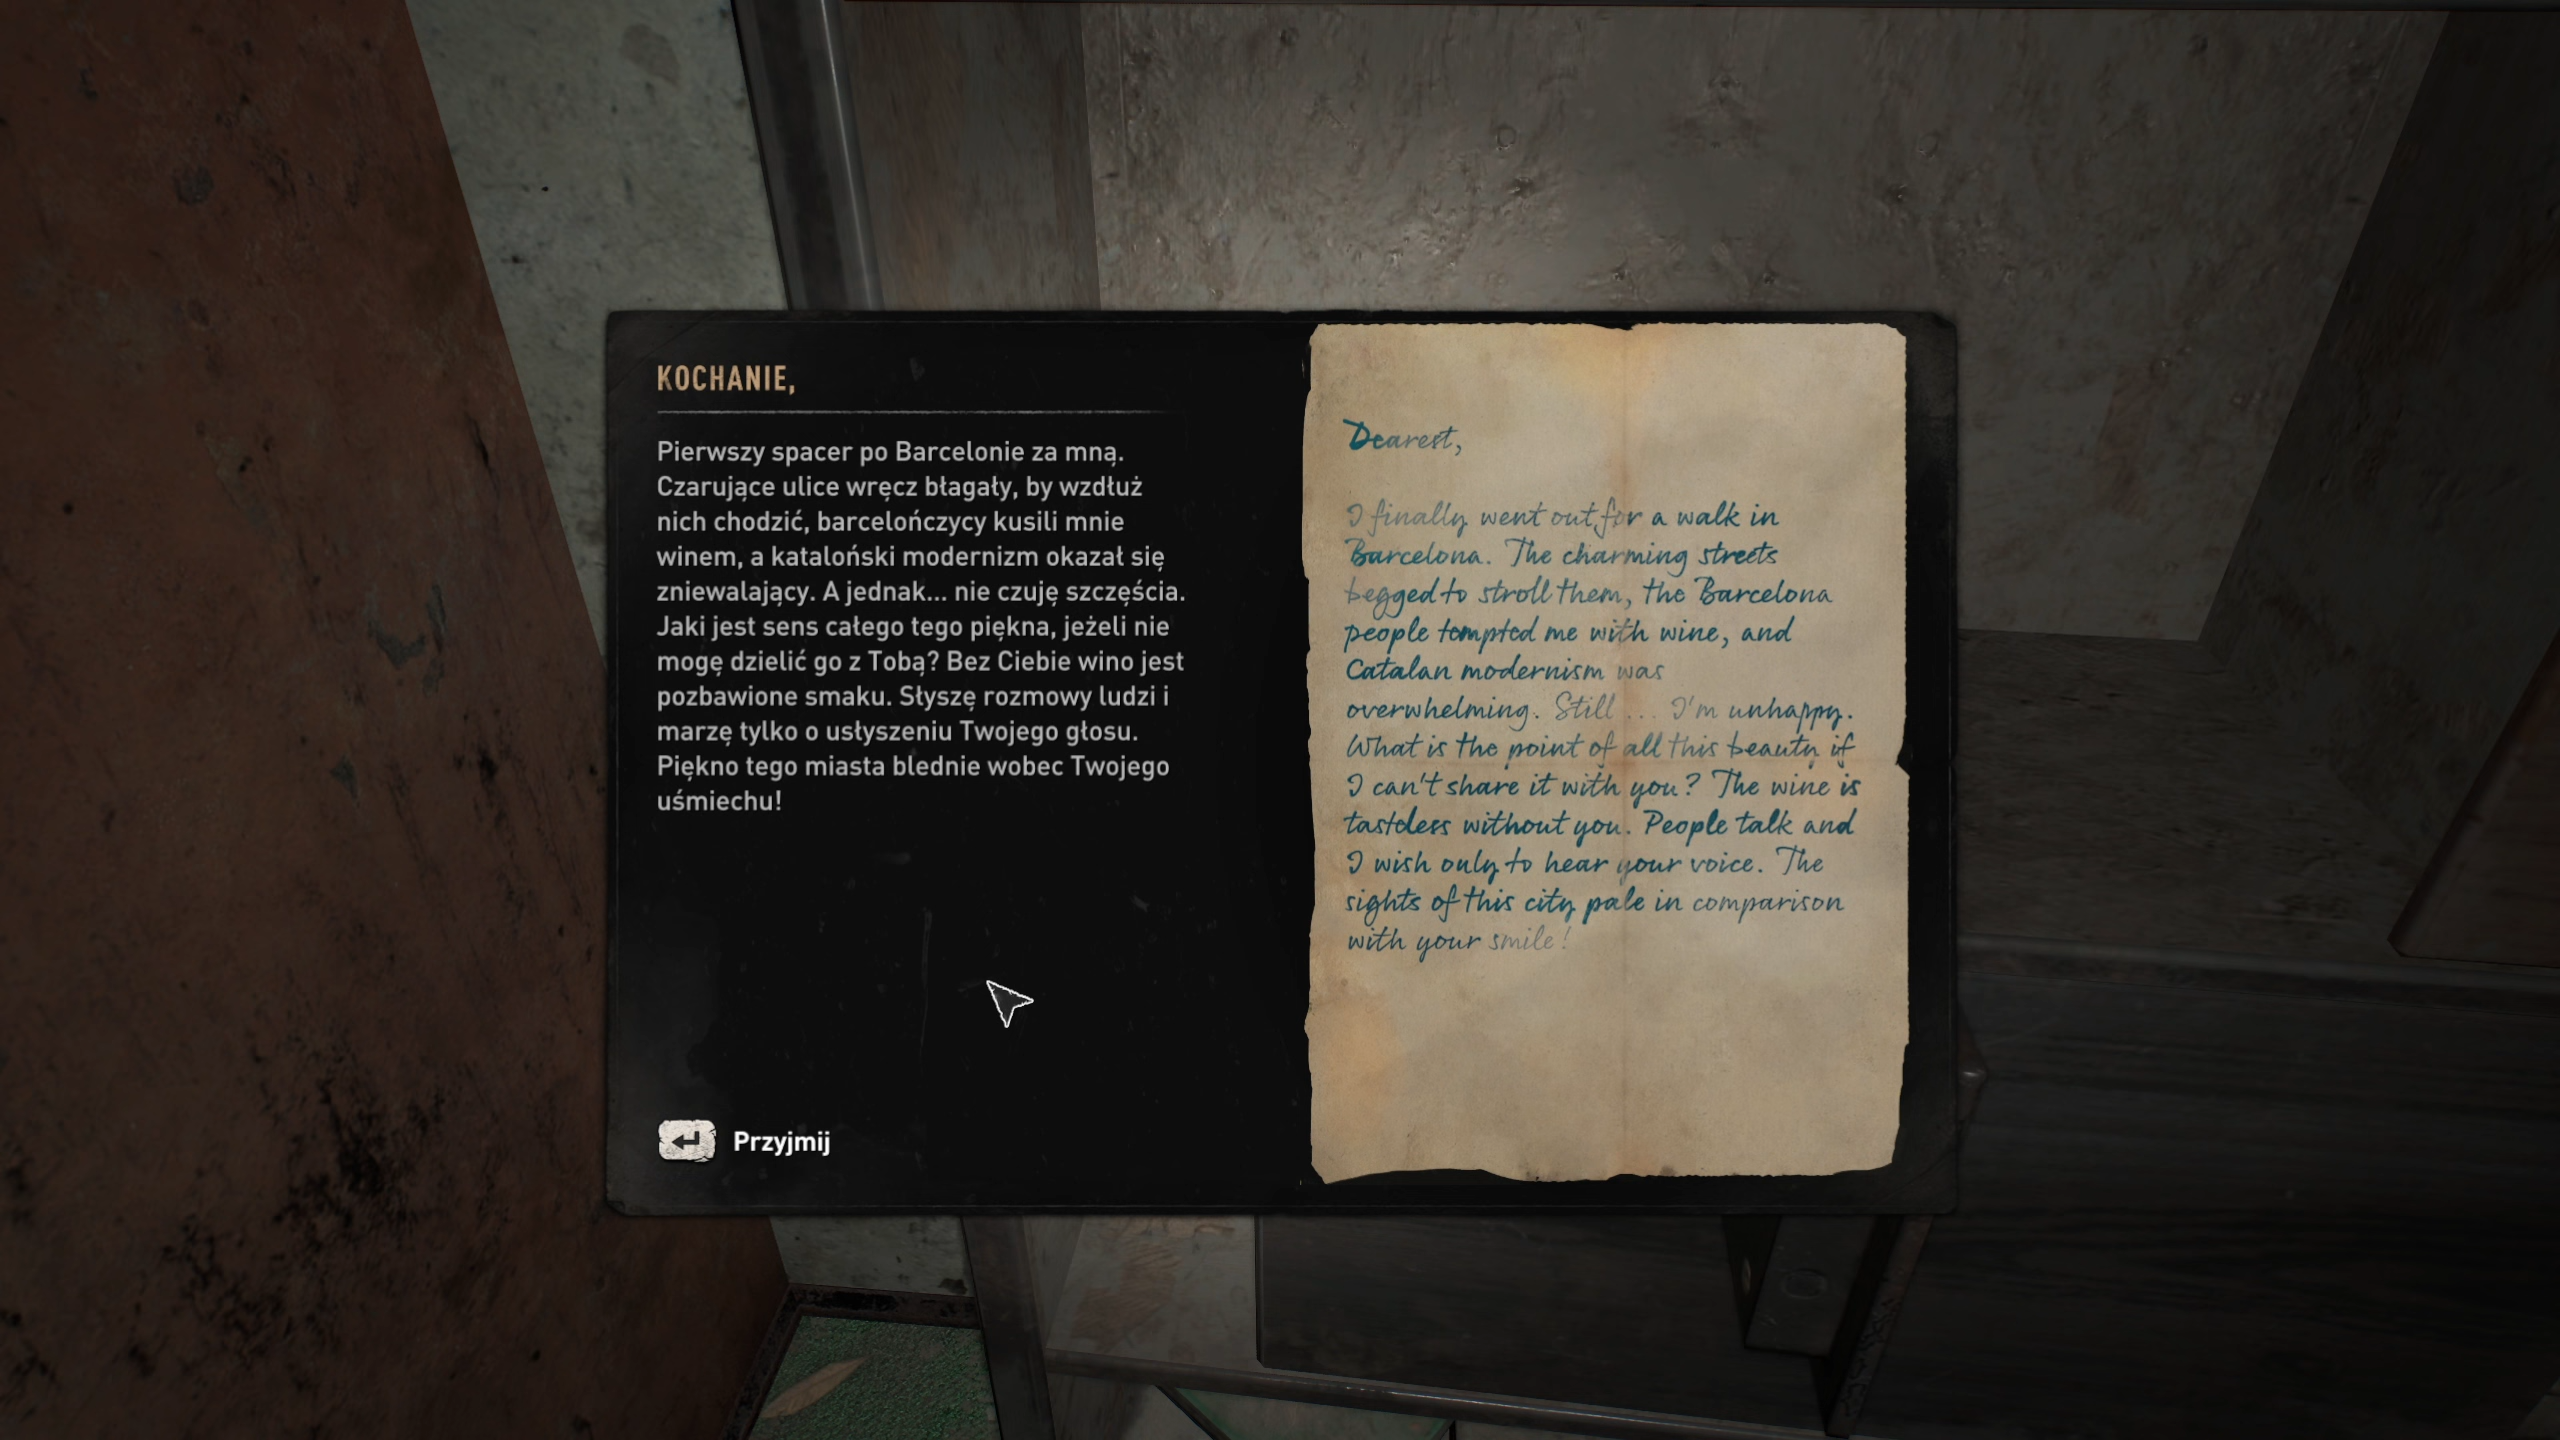 KOCHANIE,
Pierwszy spacer po Barcelonie za mną.
Czarujące ulice wręcz błagały, by wzdłuż
nich chodzić, barcelończycy kusili mnie
winem, a kataloński modernizm okazał się
zniewalający. A jednak... nie czuję szczęścia.
Jaki jest sens całego tego piękna, jeżeli nie
mogę dzielić go z Tobą? Bez Ciebie wino jest
pozbawione smaku. Słyszę rozmowy ludzi i
marzę tylko o usłyszeniu Twojego głosu.
Piękno tego miasta blednie wobec Twojego
uśmiechu!
Przyjmij
Dearest,
I finally went out for a walk in
Barcelona. The charming streets
begged to stroll them, the Barcelona
people tempted me with wine, and
Catalan modernism was
overwhelming. Still ... I'm unhappy.
What is the point of all this beauty if
I can't share it with you? The wine is
tasteless without you. People talk and
I wish only to hear your voice. The
sights of this city pale in comparison
with your smile!